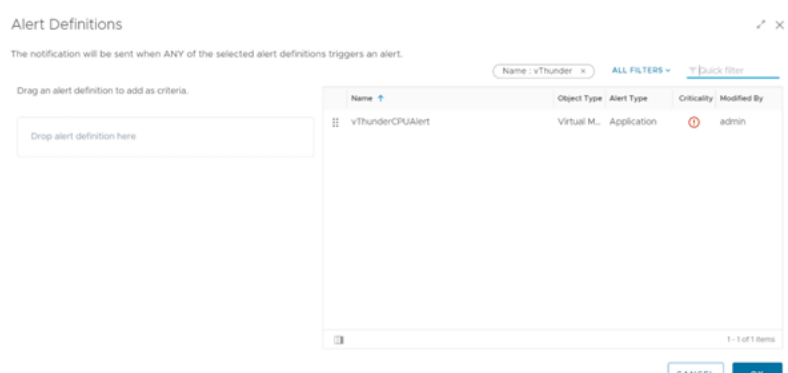 Alert Definitions
The notification will be sent when ANY of the selected alert definitions triggers an alert.
Name : vThunder × ALL FILTERS Quick filter
Drag an alert definition to add as criteria.
Name ↑ Object Type Alert Type Criticality Modified By
Drop alert definition here
vThunderCPUAlert Virtual M... Application admin
1 - 1 of 1 items
CANCEL OK